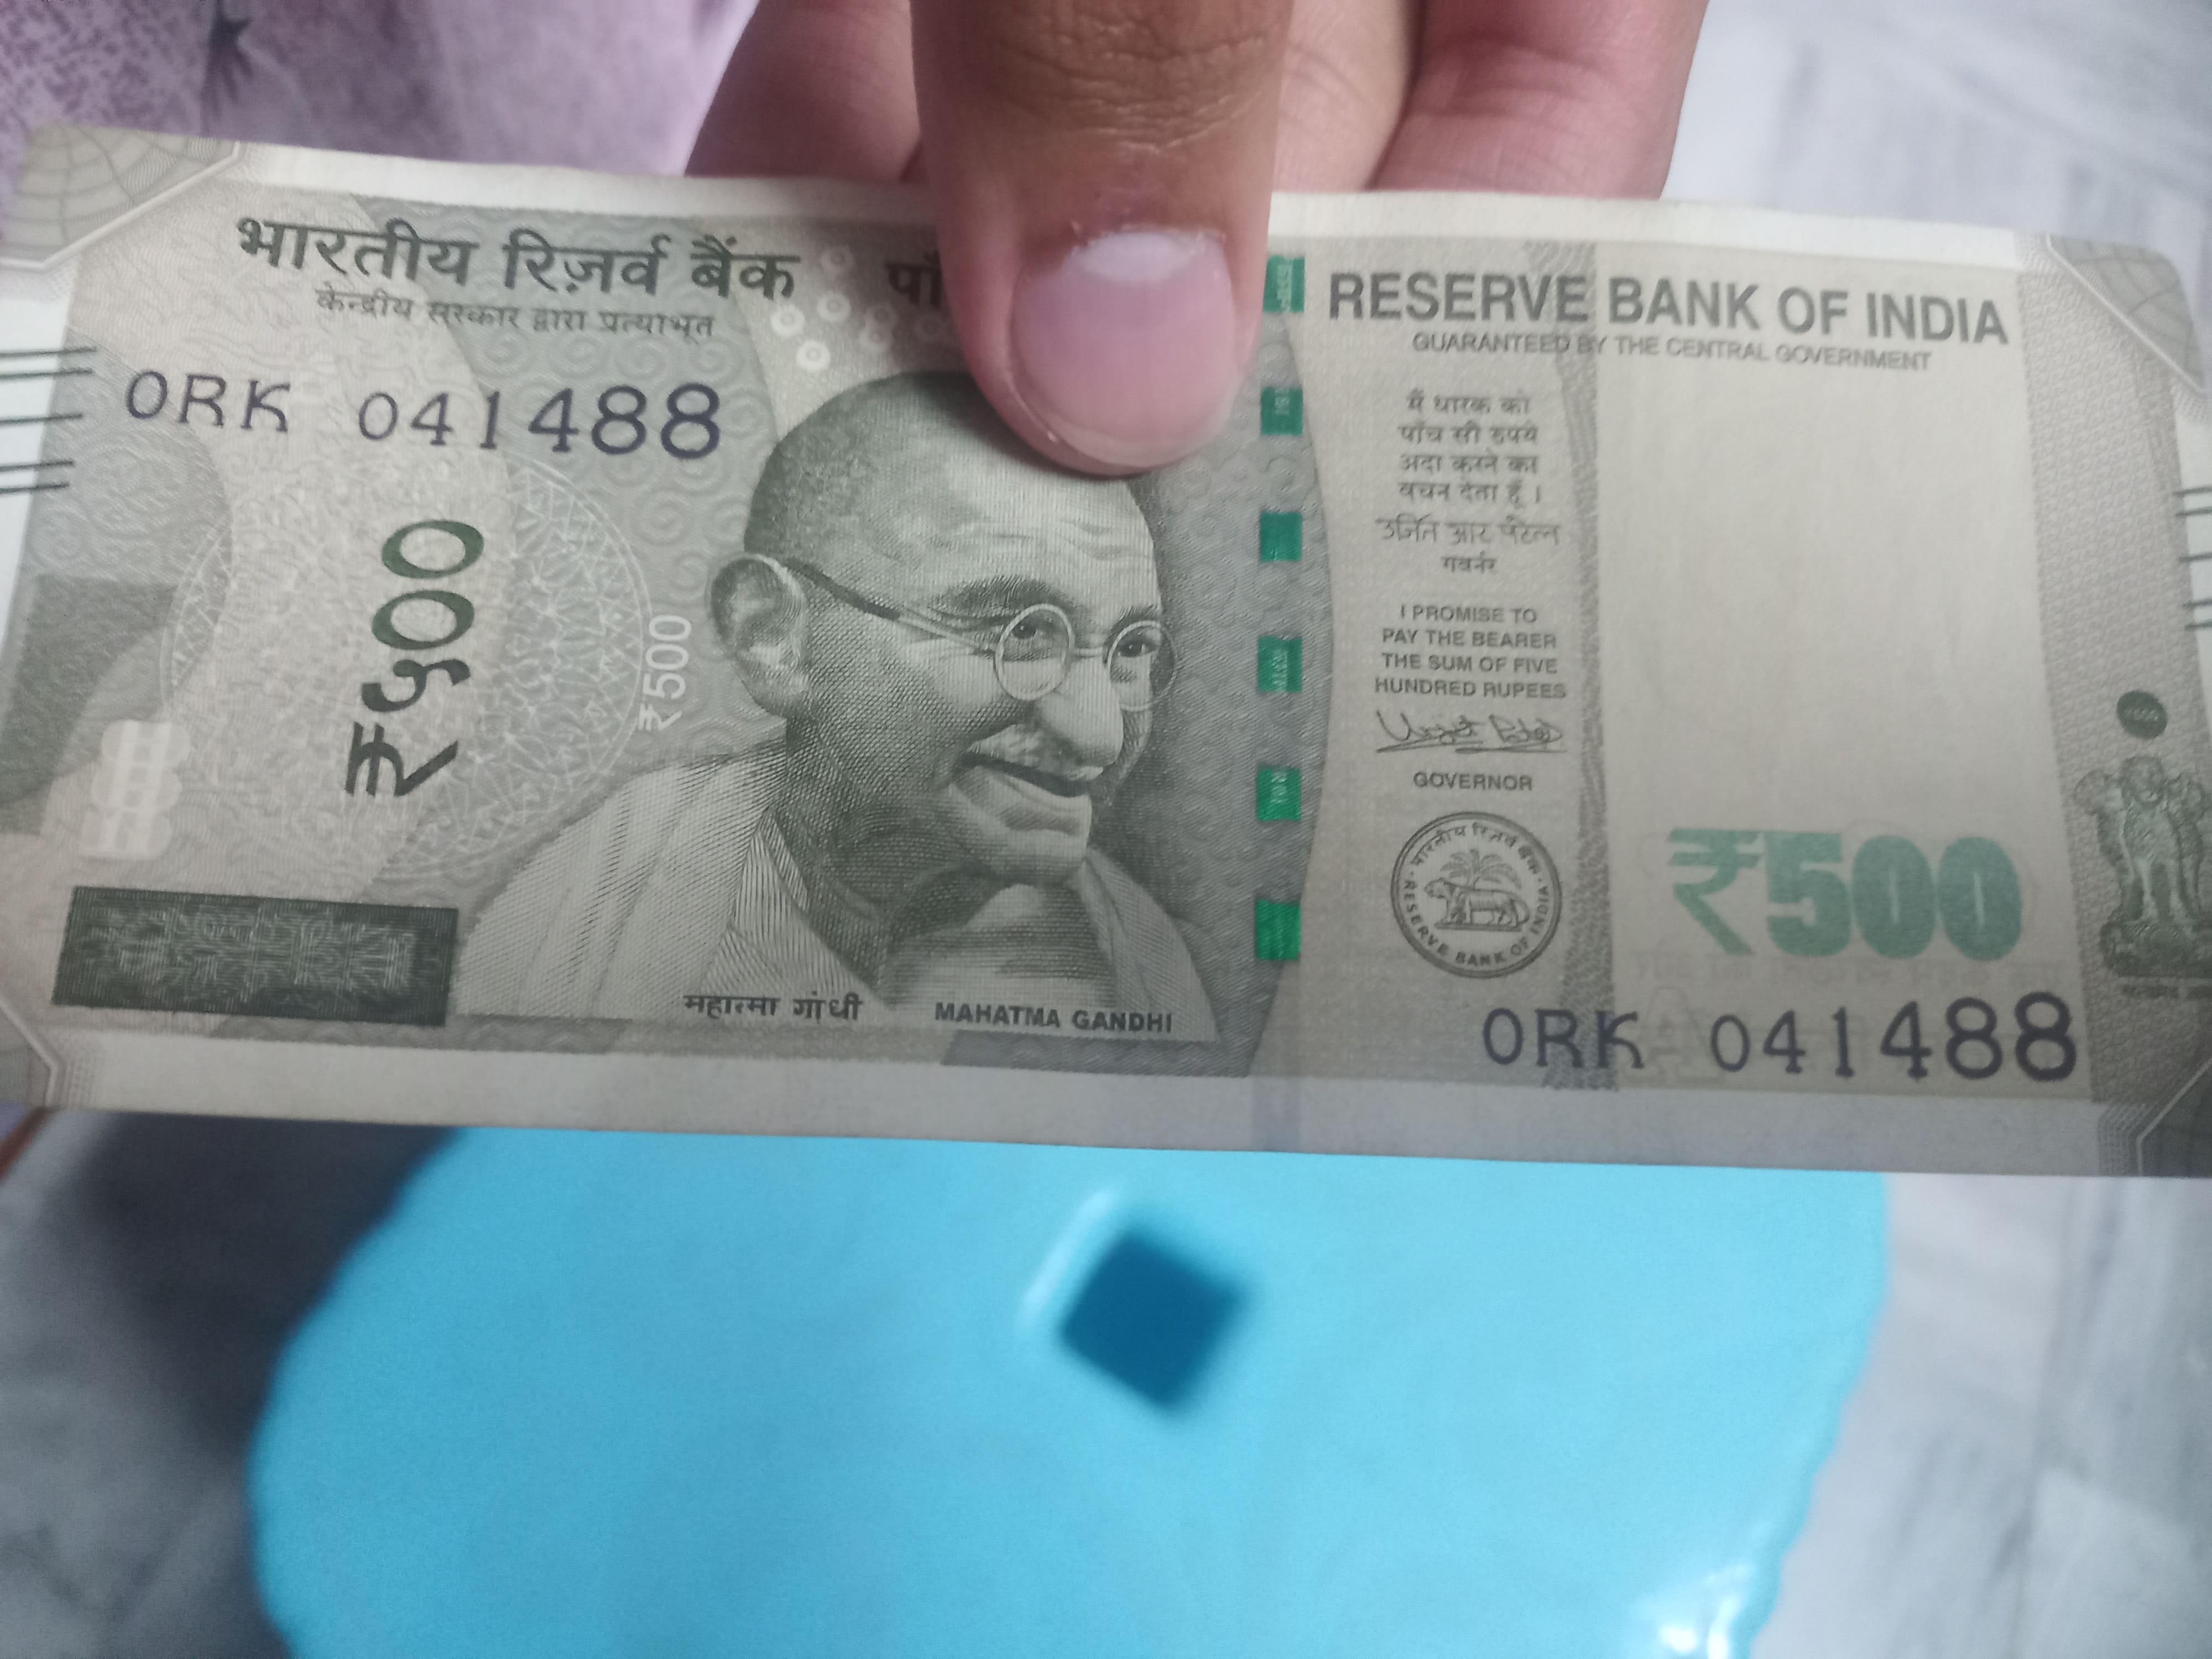 भारतीय रिज़र्व बैंक
केन्द्रीय सरकार द्वारा प्रत्याभूत
0RK 041488
₹५००
₹500
महात्मा गांधी MAHATMA GANDHI
RESERVE BANK OF INDIA
GUARANTEED BY THE CENTRAL GOVERNMENT
मैं धारक को
पाँच सौ रुपये
अदा करने का
वचन देता हूँ।
उर्जित आर पटेल
गवर्नर
I PROMISE TO
PAY THE BEARER
THE SUM OF FIVE
HUNDRED RUPEES
GOVERNOR
भारतीय रिज़र्व बैंक
RESERVE BANK OF INDIA
₹500
0RK 041488